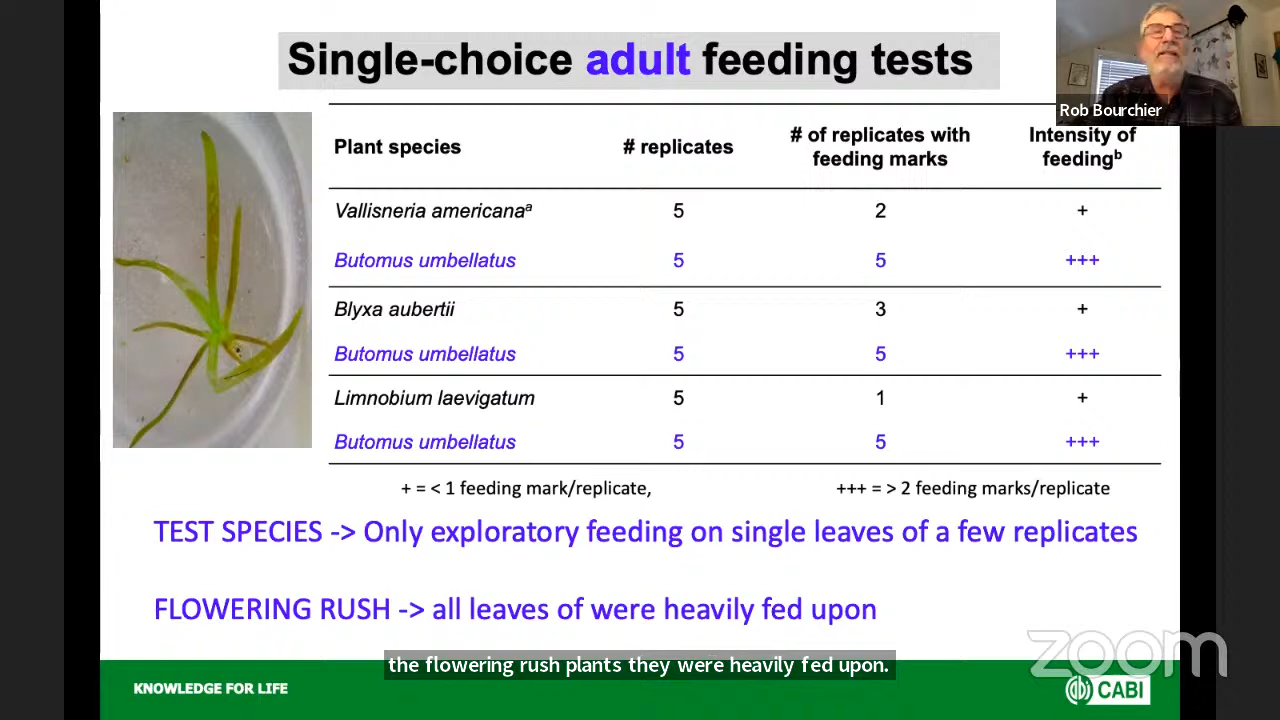 Single-choice adult feeding tests
Rob Bourchier
Plant species # replicates # of replicates with feeding marks Intensity of feedingᵇ
Vallisneria americanaᵃ 5 2 +
Butomus umbellatus 5 5 +++
Blyxa aubertii 5 3 +
Butomus umbellatus 5 5 +++
Limnobium laevigatum 5 1 +
Butomus umbellatus 5 5 +++
+ = < 1 feeding mark/replicate, +++ = > 2 feeding marks/replicate
TEST SPECIES -> Only exploratory feeding on single leaves of a few replicates
FLOWERING RUSH -> all leaves of were heavily fed upon
zoom
the flowering rush plants they were heavily fed upon.
KNOWLEDGE FOR LIFE
CABI